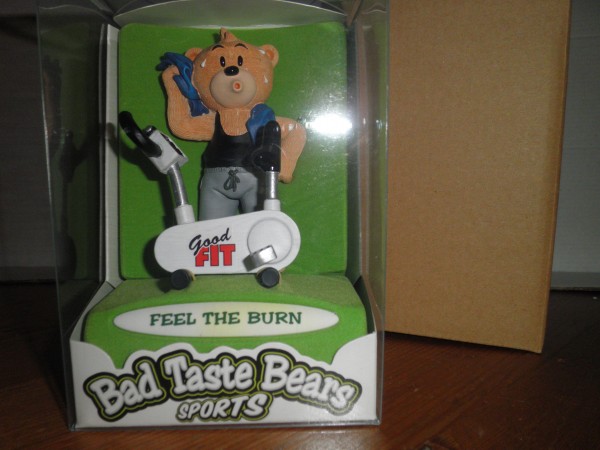 Good
FIT
FEEL THE BURN
Bad Taste Bears
SPORTS